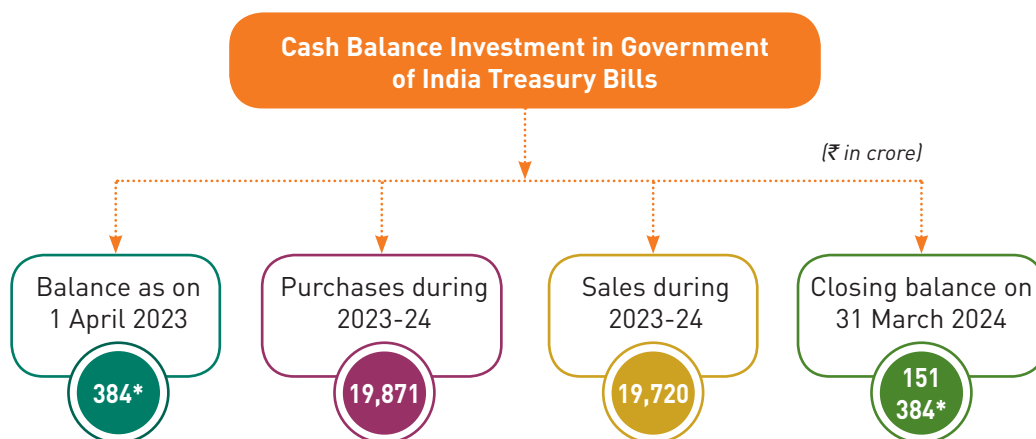 Cash Balance Investment in Government
of India Treasury Bills
(₹ in crore)
Balance as on
1 April 2023
384*
Purchases during
2023-24
19,871
Sales during
2023-24
19,720
Closing balance on
31 March 2024
151
384*